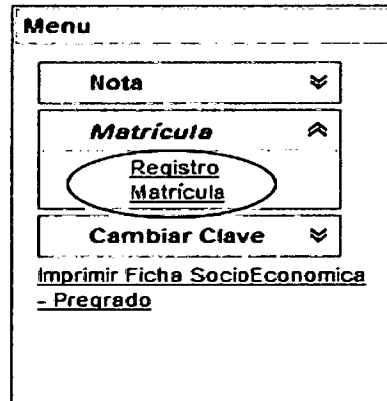 Menu
Nota
Matrícula
Registro
Matrícula
Cambiar Clave
Imprimir Ficha SocioEconomica
- Pregrado